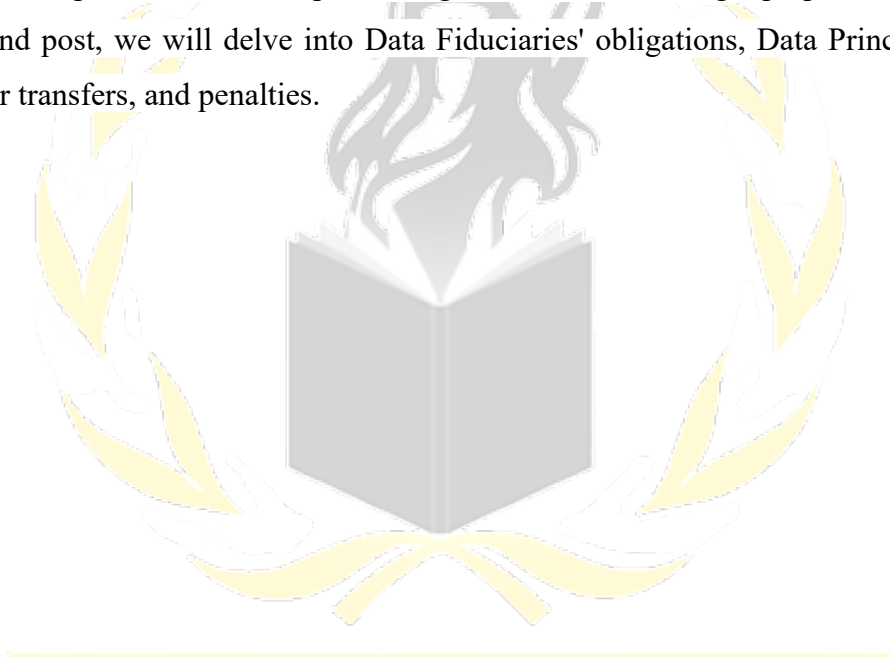 nd post, we will delve into Data Fiduciaries' obligations, Data Princ
r transfers, and penalties.